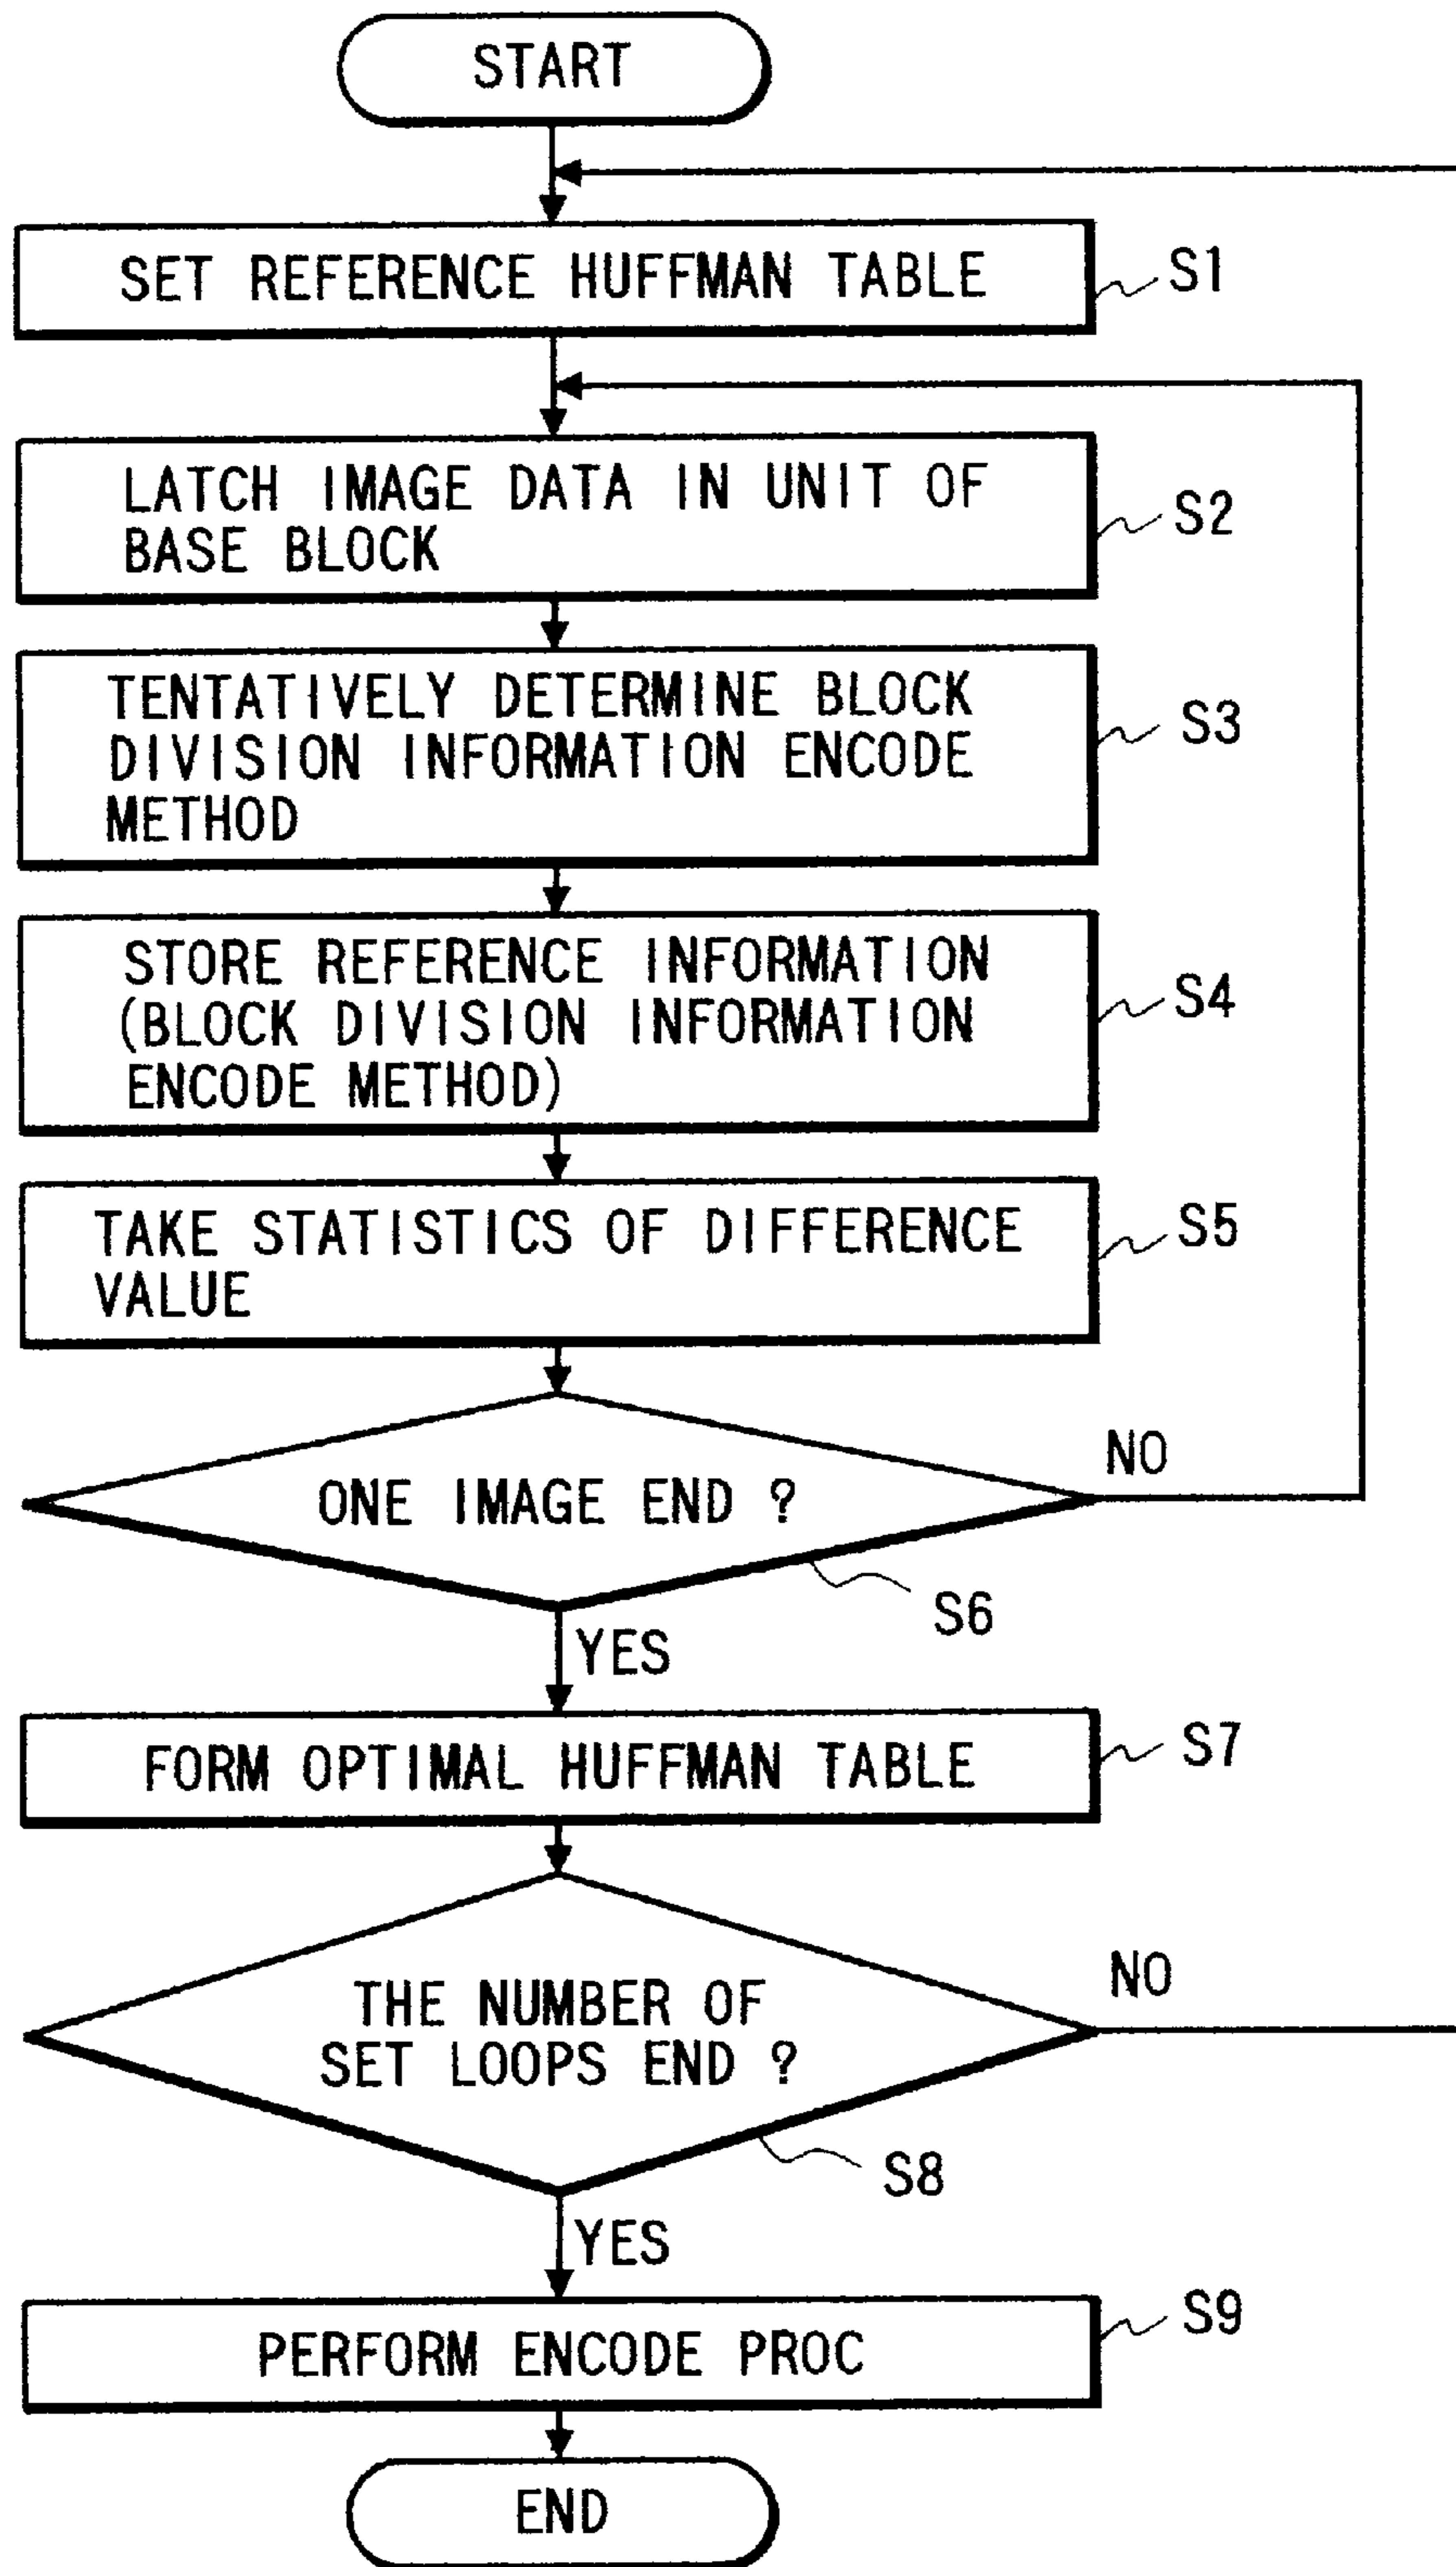 START
SET REFERENCE HUFFMAN TABLE
S1
LATCH IMAGE DATA IN UNIT OF
BASE BLOCK
S2
TENTATIVELY DETERMINE BLOCK
DIVISION INFORMATION ENCODE
METHOD
S3
STORE REFERENCE INFORMATION
(BLOCK DIVISION INFORMATION
ENCODE METHOD)
S4
TAKE STATISTICS OF DIFFERENCE
VALUE
S5
ONE IMAGE END ?
NO
S6
YES
FORM OPTIMAL HUFFMAN TABLE
S7
THE NUMBER OF
SET LOOPS END ?
NO
S8
YES
PERFORM ENCODE PROC
S9
END